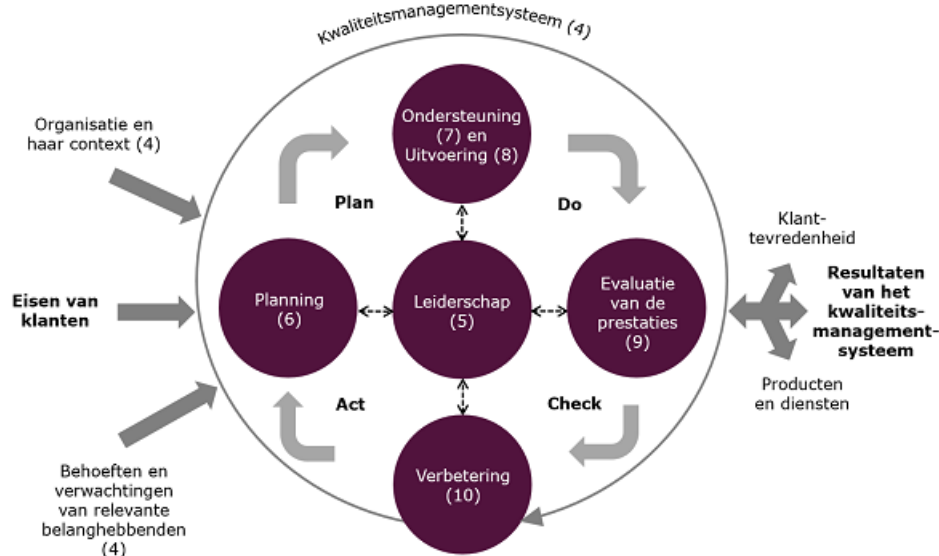 Kwaliteitsmanagementsysteem (4)
Organisatie en
haar context (4)
Eisen van
klanten
Behoeften en
verwachtingen
van relevante
belanghebbenden
(4)
Ondersteuning
(7) en
Uitvoering (8)
Plan
Do
Planning
(6)
Leiderschap
(5)
Evaluatie
van de
prestaties
(9)
Act
Check
Verbetering
(10)
Klant-
tevredenheid
Resultaten
van het
kwaliteits-
management-
systeem
Producten
en diensten